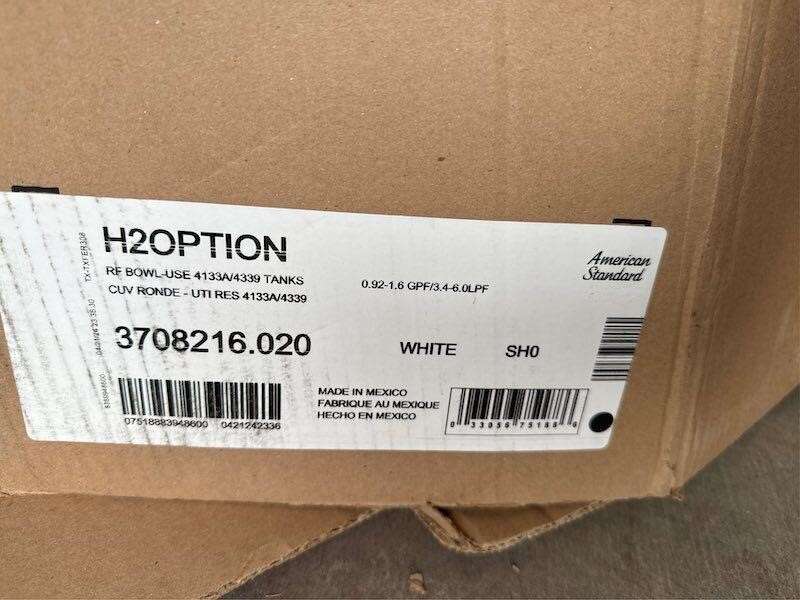 H2OPTION
RF BOWL-USE 4133A/4339 TANKS
CUV RONDE - UTI RES 4133A/4339
0.92-1.6 GPF/3.4-6.0LPF
American
Standard
3708216.020
WHITE
SH0
07518883948600
0421242336
MADE IN MEXICO
FABRIQUE AU MEXIQUE
HECHO EN MEXICO